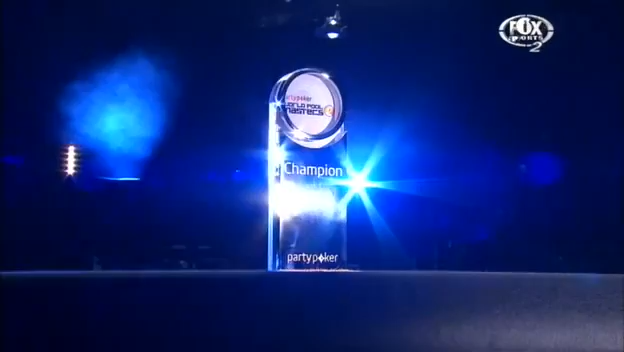 FOX
SPORTS
2
partypoker
WORLD POOL
MASTERS
Champion
partypoker